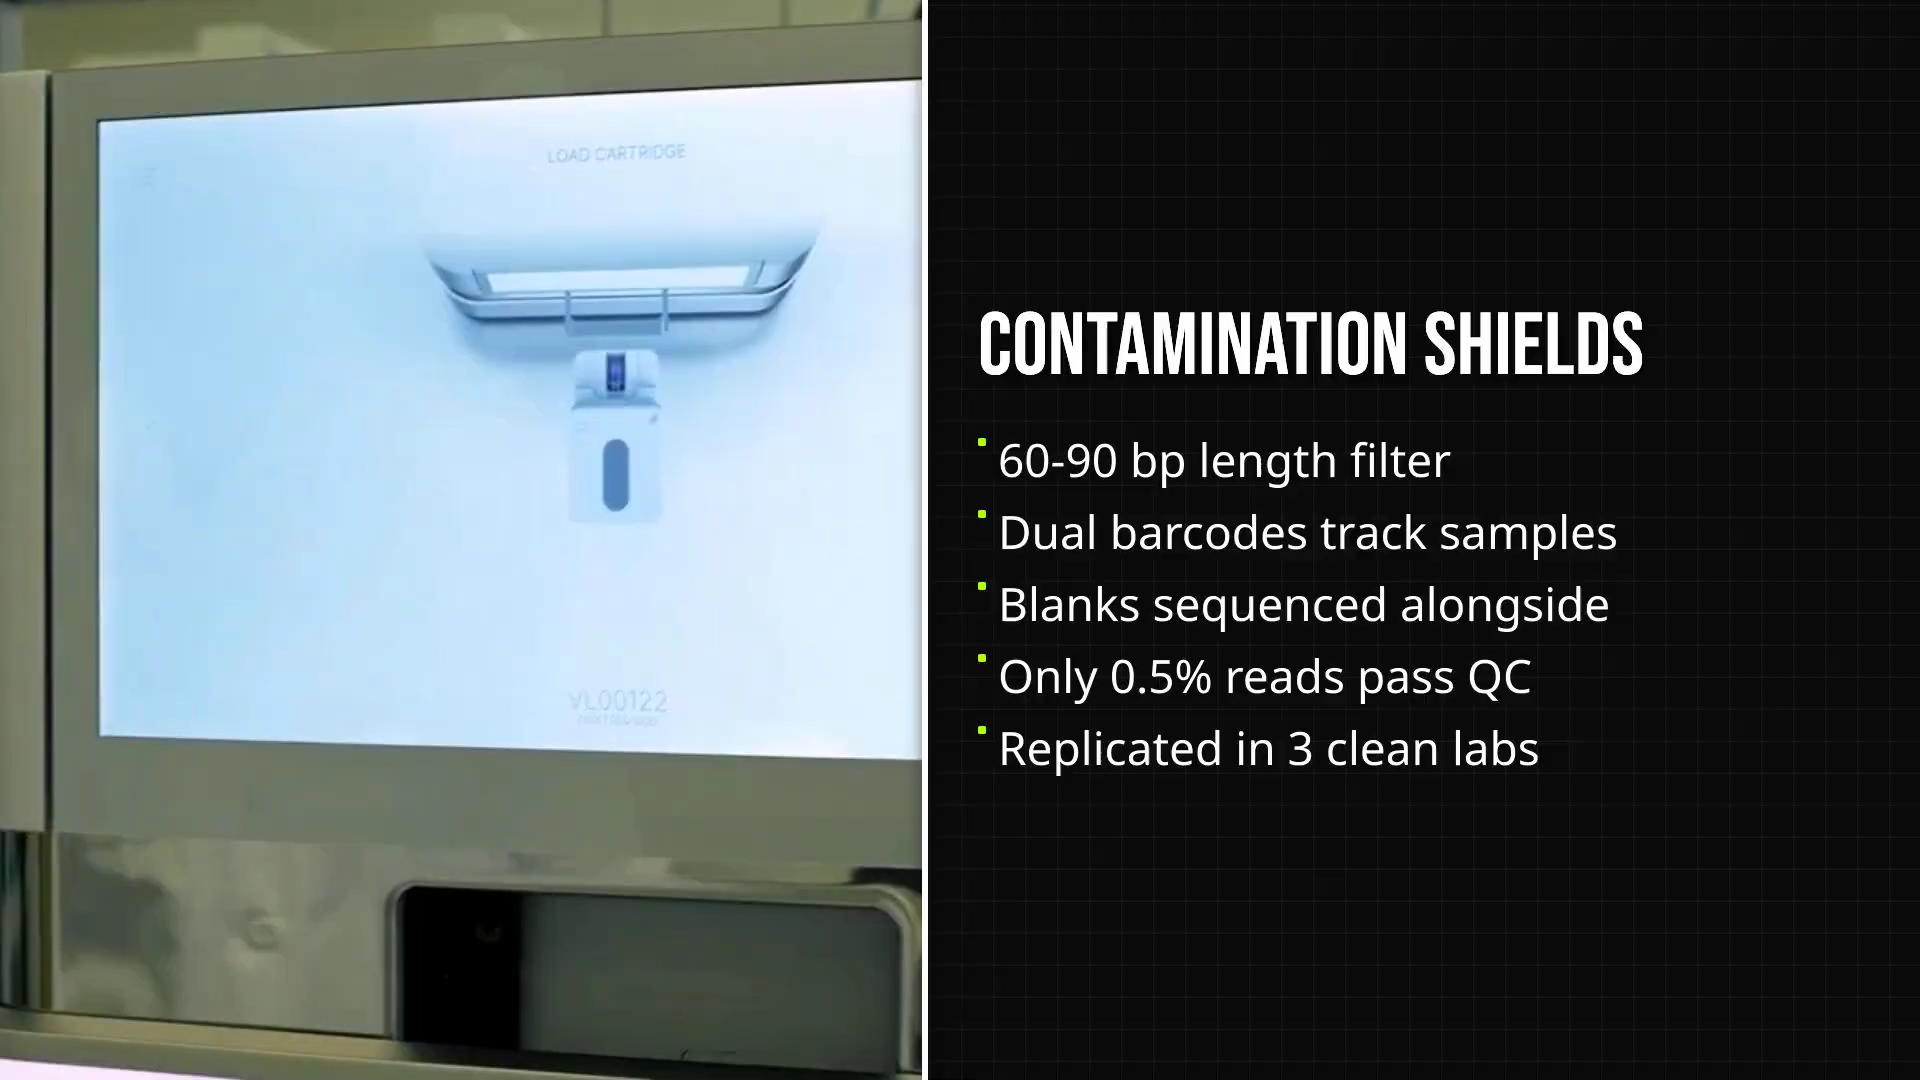 LOAD CARTRIDGE
VL00122
CONTAMINATION SHIELDS
60-90 bp length filter
Dual barcodes track samples
Blanks sequenced alongside
Only 0.5% reads pass QC
Replicated in 3 clean labs